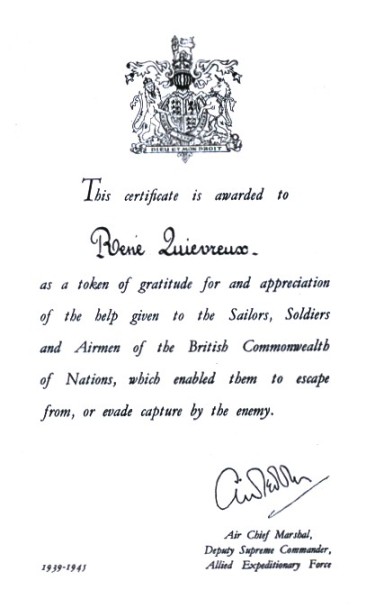 DIEU ET MON DROIT
This certificate is awarded to
René Quievreux.
as a token of gratitude for and appreciation
of the help given to the Sailors, Soldiers
and Airmen of the British Commonwealth
of Nations, which enabled them to escape
from, or evade capture by the enemy.
Air Chief Marshal,
Deputy Supreme Commander,
1939-1945 Allied Expeditionary Force